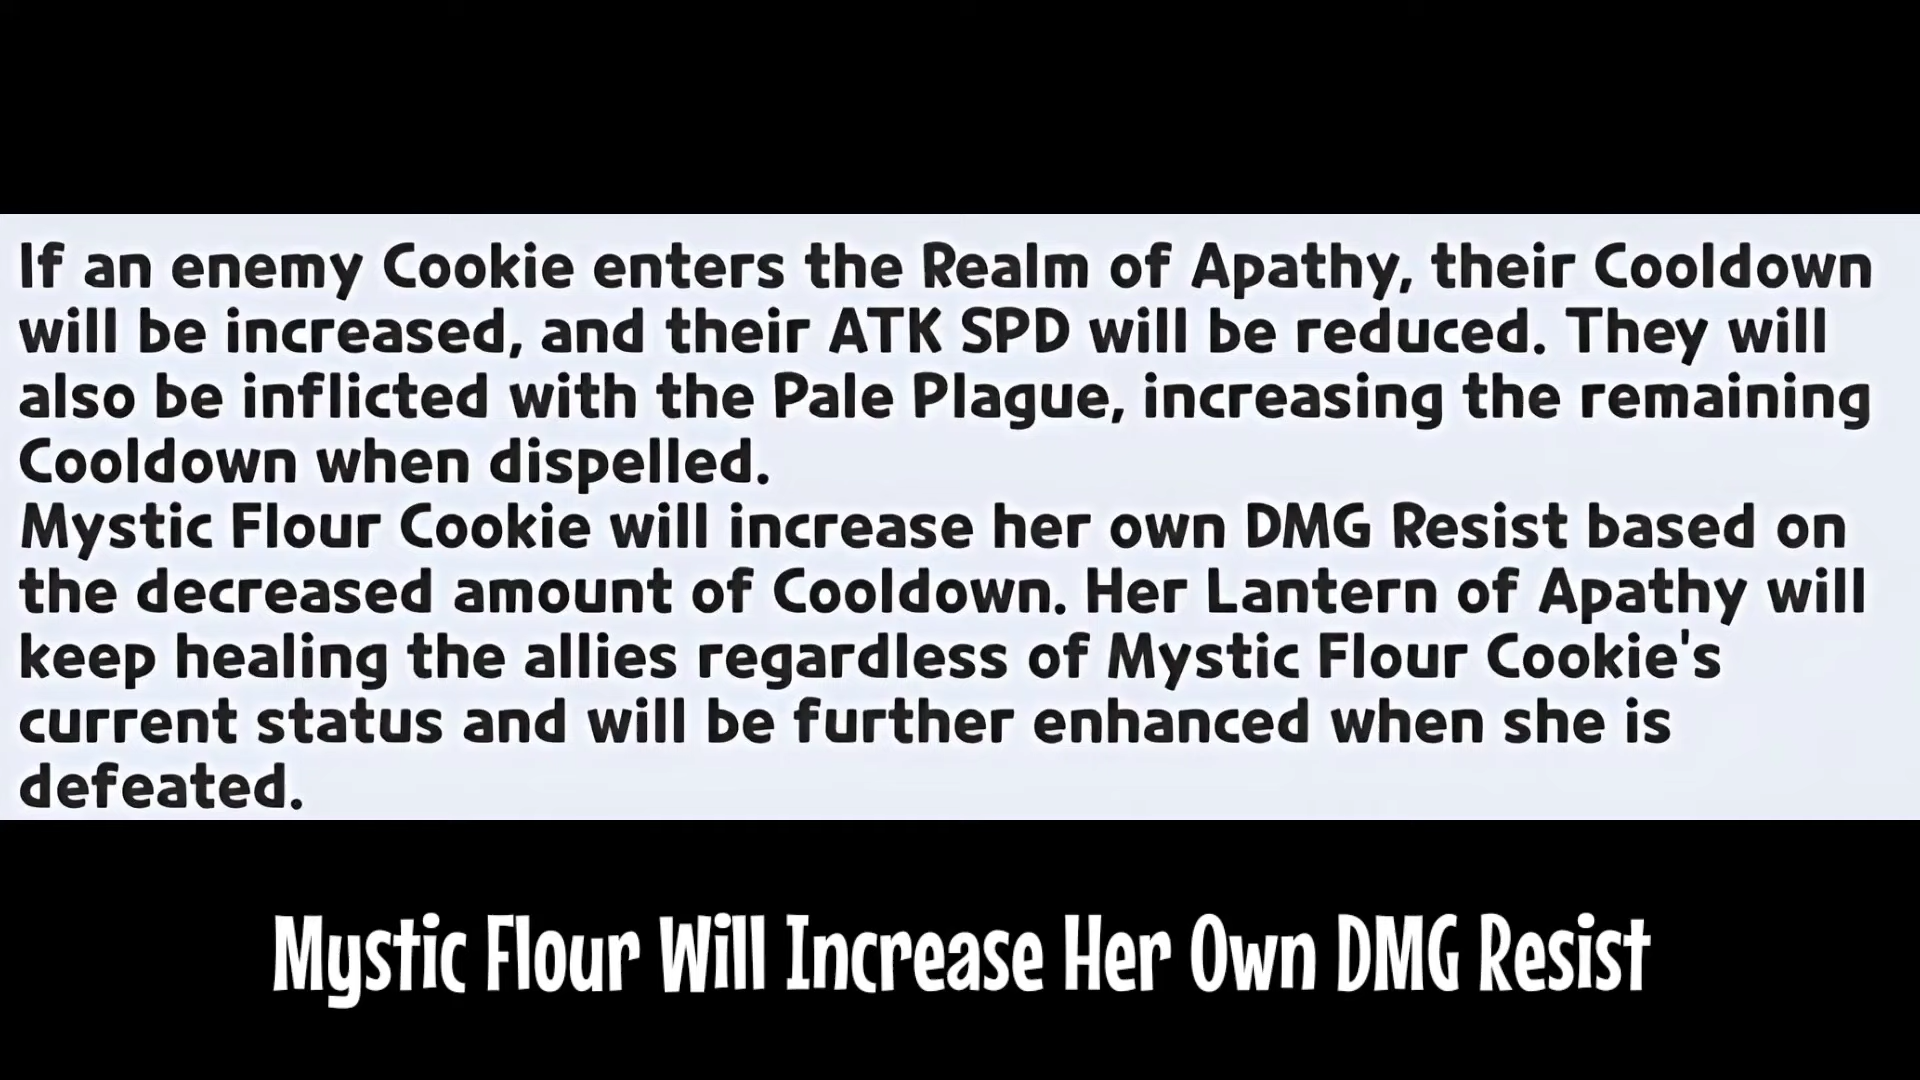 If an enemy Cookie enters the Realm of Apathy, their Cooldown
will be increased, and their ATK SPD will be reduced. They will
also be inflicted with the Pale Plague, increasing the remaining
Cooldown when dispelled.
Mystic Flour Cookie will increase her own DMG Resist based on
the decreased amount of Cooldown. Her Lantern of Apathy will
keep healing the allies regardless of Mystic Flour Cookie's
current status and will be further enhanced when she is
defeated.
Mystic Flour Will Increase Her Own DMG Resist